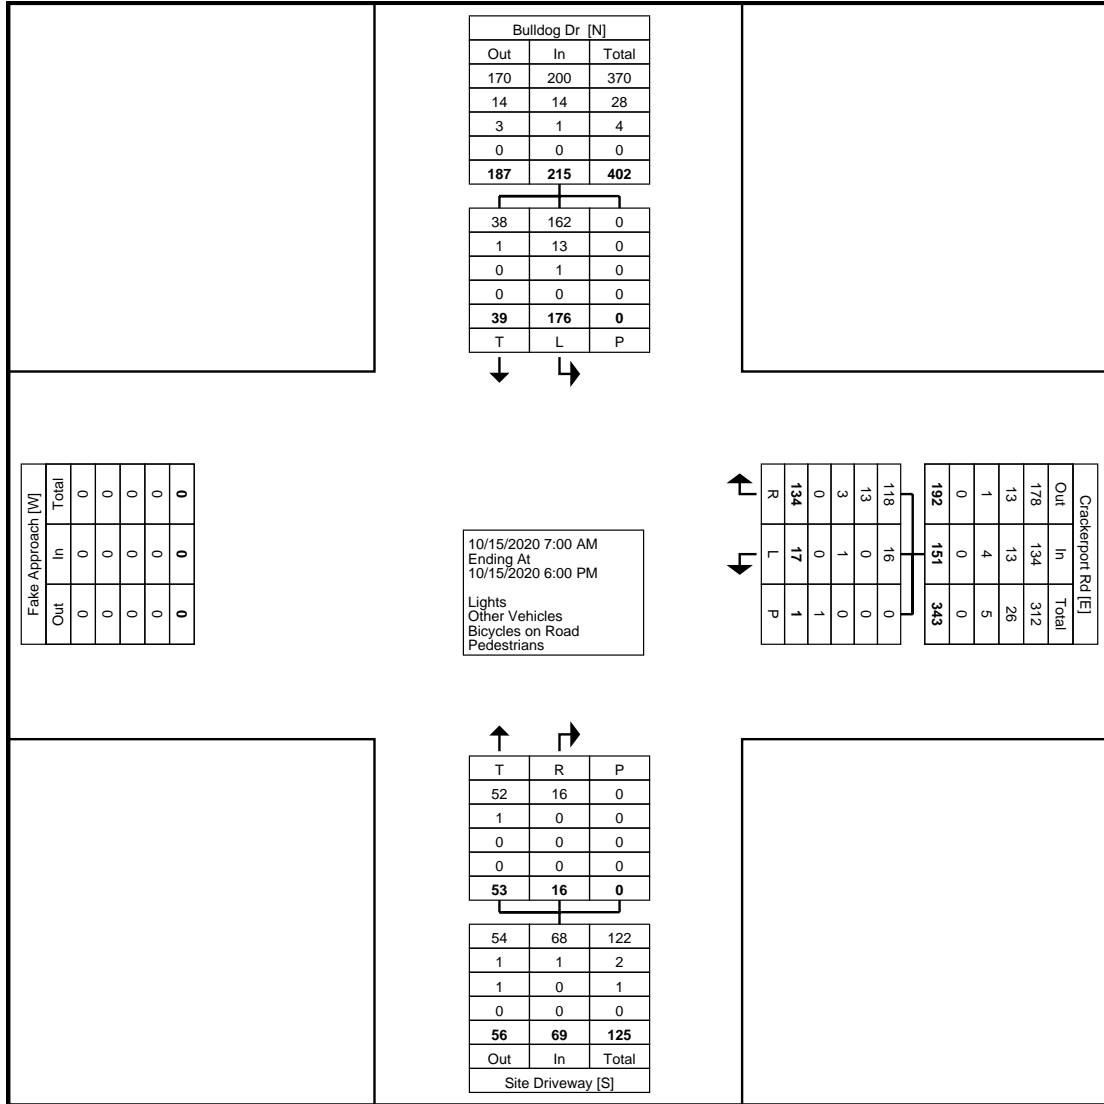 Bulldog Dr [N]
Out In Total
170 200 370
14 14 28
3 1 4
0 0 0
187 215 402
38 162 0
1 13 0
0 1 0
0 0 0
39 176 0
T L P
Fake Approach [W]
Out In Total
0 0 0
0 0 0
0 0 0
0 0 0
0 0 0
10/15/2020 7:00 AM
Ending At
10/15/2020 6:00 PM
Lights
Other Vehicles
Bicycles on Road
Pedestrians
Crackerport Rd [E]
Out In Total
178 134 312
13 13 26
1 4 5
0 0 0
192 151 343
118 16 0
13 0 0
3 1 0
0 0 1
134 17 1
R L P
T R P
52 16 0
1 0 0
0 0 0
0 0 0
53 16 0
54 68 122
1 1 2
1 0 1
0 0 0
56 69 125
Out In Total
Site Driveway [S]